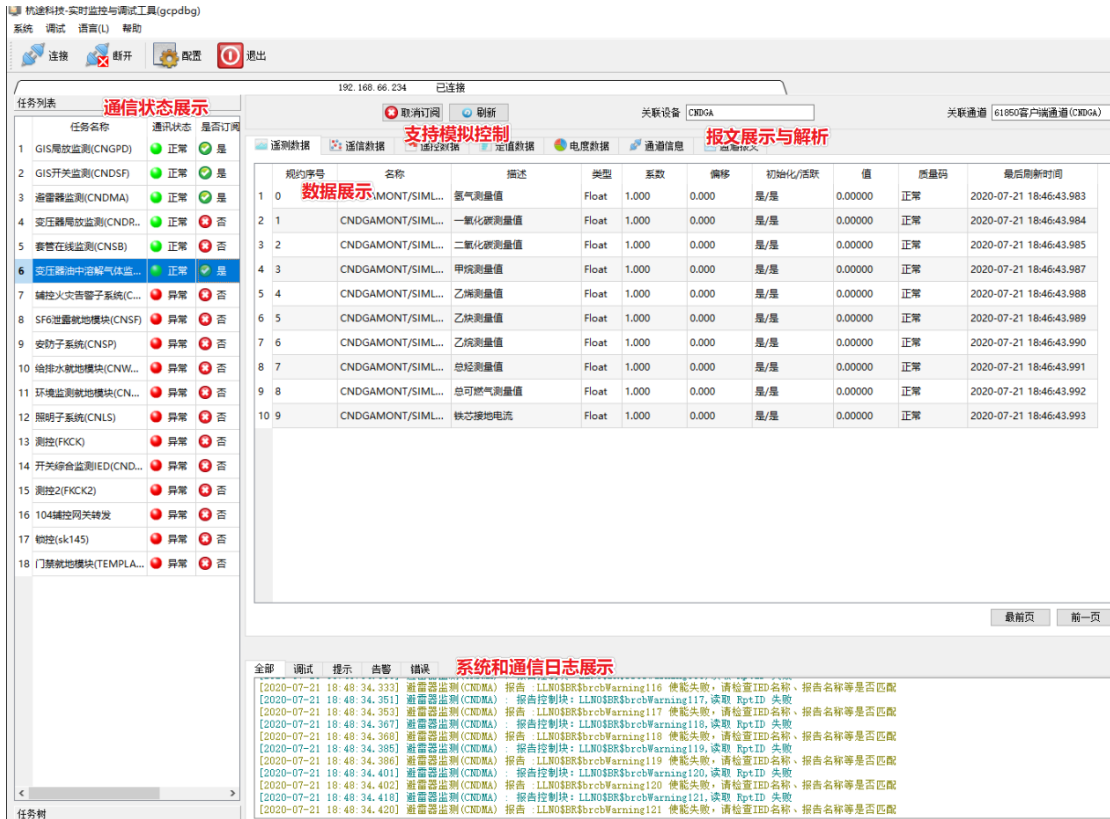 杭途科技-实时监控与调试工具(gcpdbg)
系统 调试 语言(L) 帮助
连接 断开 配置 退出
192.168.66.234 已连接
任务列表 通信状态展示
取消订阅 刷新 关联设备 CNDGA 关联通道 61850客户端通道(CNDGA)
支持模拟控制 报文展示与解析
任务名称 通讯状态 是否订阅
遥测数据 遥信数据 遥控数据 定值数据 电度数据 通道信息 通道报文
规约序号 名称 描述 类型 系数 偏移 初始化/活跃 值 质量码 最后刷新时间
数据展示
1 GIS局放监测(CNGPD) 正常 是
2 GIS开关监测(CNDSF) 正常 是
3 避雷器监测(CNDMA) 正常 是
4 变压器局放监测(CNDP... 正常 否
5 套管在线监测(CNSB) 正常 否
6 变压器油中溶解气体监... 正常 是
7 辅控火灾告警子系统(C... 异常 否
8 SF6泄露就地模块(CNSF) 异常 否
9 安防子系统(CNSP) 异常 否
10 给排水就地模块(CNW... 异常 否
11 环境监测就地模块(CN... 异常 否
12 照明子系统(CNLS) 异常 否
13 测控(FKCK) 异常 否
14 开关综合监测IED(CND... 异常 否
15 测控2(FKCK2) 异常 否
16 104辅控网关转发 异常 否
17 锁控(sk145) 异常 否
18 门禁就地模块(TEMPLA... 异常 否
1 0 CNDGAMONT/SIML... 氢气测量值 Float 1.000 0.000 是/是 0.00000 正常 2020-07-21 18:46:43.983
2 1 CNDGAMONT/SIML... 一氧化碳测量值 Float 1.000 0.000 是/是 0.00000 正常 2020-07-21 18:46:43.984
3 2 CNDGAMONT/SIML... 二氧化碳测量值 Float 1.000 0.000 是/是 0.00000 正常 2020-07-21 18:46:43.985
4 3 CNDGAMONT/SIML... 甲烷测量值 Float 1.000 0.000 是/是 0.00000 正常 2020-07-21 18:46:43.987
5 4 CNDGAMONT/SIML... 乙烯测量值 Float 1.000 0.000 是/是 0.00000 正常 2020-07-21 18:46:43.988
6 5 CNDGAMONT/SIML... 乙炔测量值 Float 1.000 0.000 是/是 0.00000 正常 2020-07-21 18:46:43.989
7 6 CNDGAMONT/SIML... 乙烷测量值 Float 1.000 0.000 是/是 0.00000 正常 2020-07-21 18:46:43.990
8 7 CNDGAMONT/SIML... 总烃测量值 Float 1.000 0.000 是/是 0.00000 正常 2020-07-21 18:46:43.991
9 8 CNDGAMONT/SIML... 总可燃气测量值 Float 1.000 0.000 是/是 0.00000 正常 2020-07-21 18:46:43.992
10 9 CNDGAMONT/SIML... 铁芯接地电流 Float 1.000 0.000 是/是 0.00000 正常 2020-07-21 18:46:43.993
最前页 前一页
全部 调试 提示 告警 错误 系统和通信日志展示
[2020-07-21 18:48:34.333] 避雷器监测(CNDMA) 报告 :LLN0$BR$brcbWarning116 使能失败，请检查IED名称、报告名称等是否匹配
[2020-07-21 18:48:34.351] 避雷器监测(CNDMA) : 报告控制块: LLN0$BR$brcbWarning117,读取 RptID 失败
[2020-07-21 18:48:34.353] 避雷器监测(CNDMA) 报告 :LLN0$BR$brcbWarning117 使能失败，请检查IED名称、报告名称等是否匹配
[2020-07-21 18:48:34.367] 避雷器监测(CNDMA) : 报告控制块: LLN0$BR$brcbWarning118,读取 RptID 失败
[2020-07-21 18:48:34.368] 避雷器监测(CNDMA) 报告 :LLN0$BR$brcbWarning118 使能失败，请检查IED名称、报告名称等是否匹配
[2020-07-21 18:48:34.385] 避雷器监测(CNDMA) : 报告控制块: LLN0$BR$brcbWarning119,读取 RptID 失败
[2020-07-21 18:48:34.386] 避雷器监测(CNDMA) 报告 :LLN0$BR$brcbWarning119 使能失败，请检查IED名称、报告名称等是否匹配
[2020-07-21 18:48:34.401] 避雷器监测(CNDMA) : 报告控制块: LLN0$BR$brcbWarning120,读取 RptID 失败
[2020-07-21 18:48:34.402] 避雷器监测(CNDMA) 报告 :LLN0$BR$brcbWarning120 使能失败，请检查IED名称、报告名称等是否匹配
[2020-07-21 18:48:34.418] 避雷器监测(CNDMA) : 报告控制块: LLN0$BR$brcbWarning121,读取 RptID 失败
[2020-07-21 18:48:34.420] 避雷器监测(CNDMA) 报告 :LLN0$BR$brcbWarning121 使能失败，请检查IED名称、报告名称等是否匹配
任务树